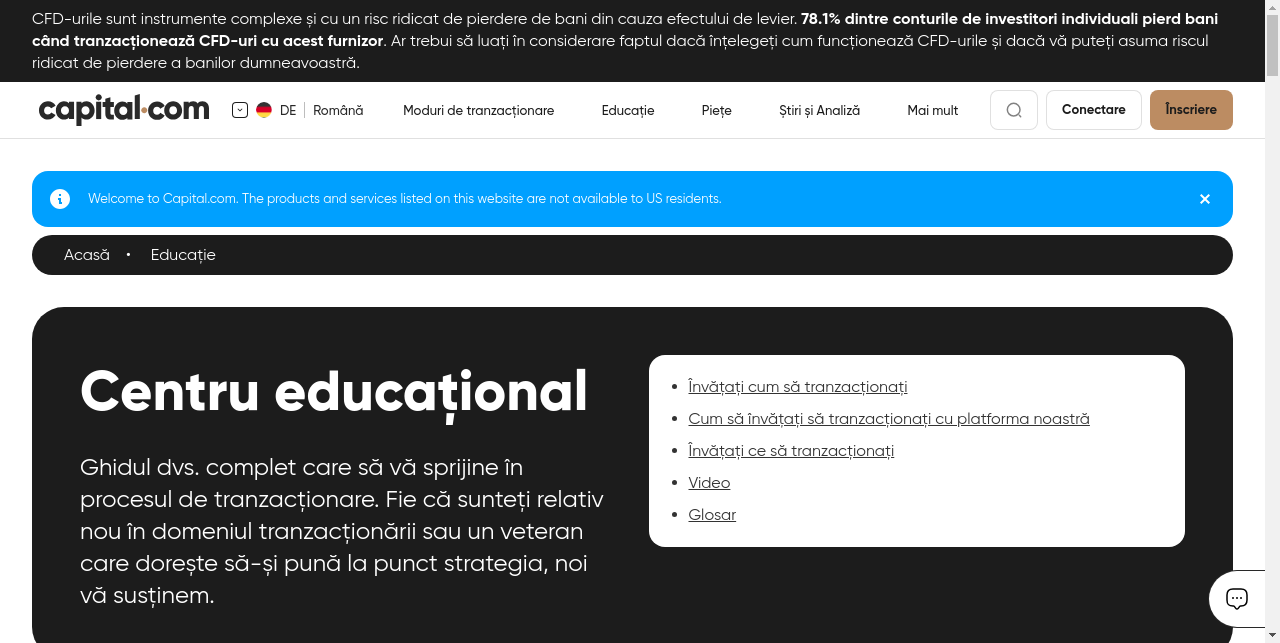 CFD-urile sunt instrumente complexe și cu un risc ridicat de pierdere de bani din cauza efectului de levier. 78.1% dintre conturile de investitori individuali pierd bani
când tranzacționează CFD-uri cu acest furnizor. Ar trebui să luați în considerare faptul dacă înțelegeți cum funcționează CFD-urile și dacă vă puteți asuma riscul
ridicat de pierdere a banilor dumneavoastră.
capital.com DE Română Moduri de tranzacționare Educație Piețe Știri și Analiză Mai mult Conectare Înscriere
Welcome to Capital.com. The products and services listed on this website are not available to US residents.
Acasă • Educație
Centru educațional
Ghidul dvs. complet care să vă sprijine în
procesul de tranzacționare. Fie că sunteți relativ
nou în domeniul tranzacționării sau un veteran
care dorește să-și pună la punct strategia, noi
vă susținem.
Învățați cum să tranzacționați
Cum să învățați să tranzacționați cu platforma noastră
Învățați ce să tranzacționați
Video
Glosar